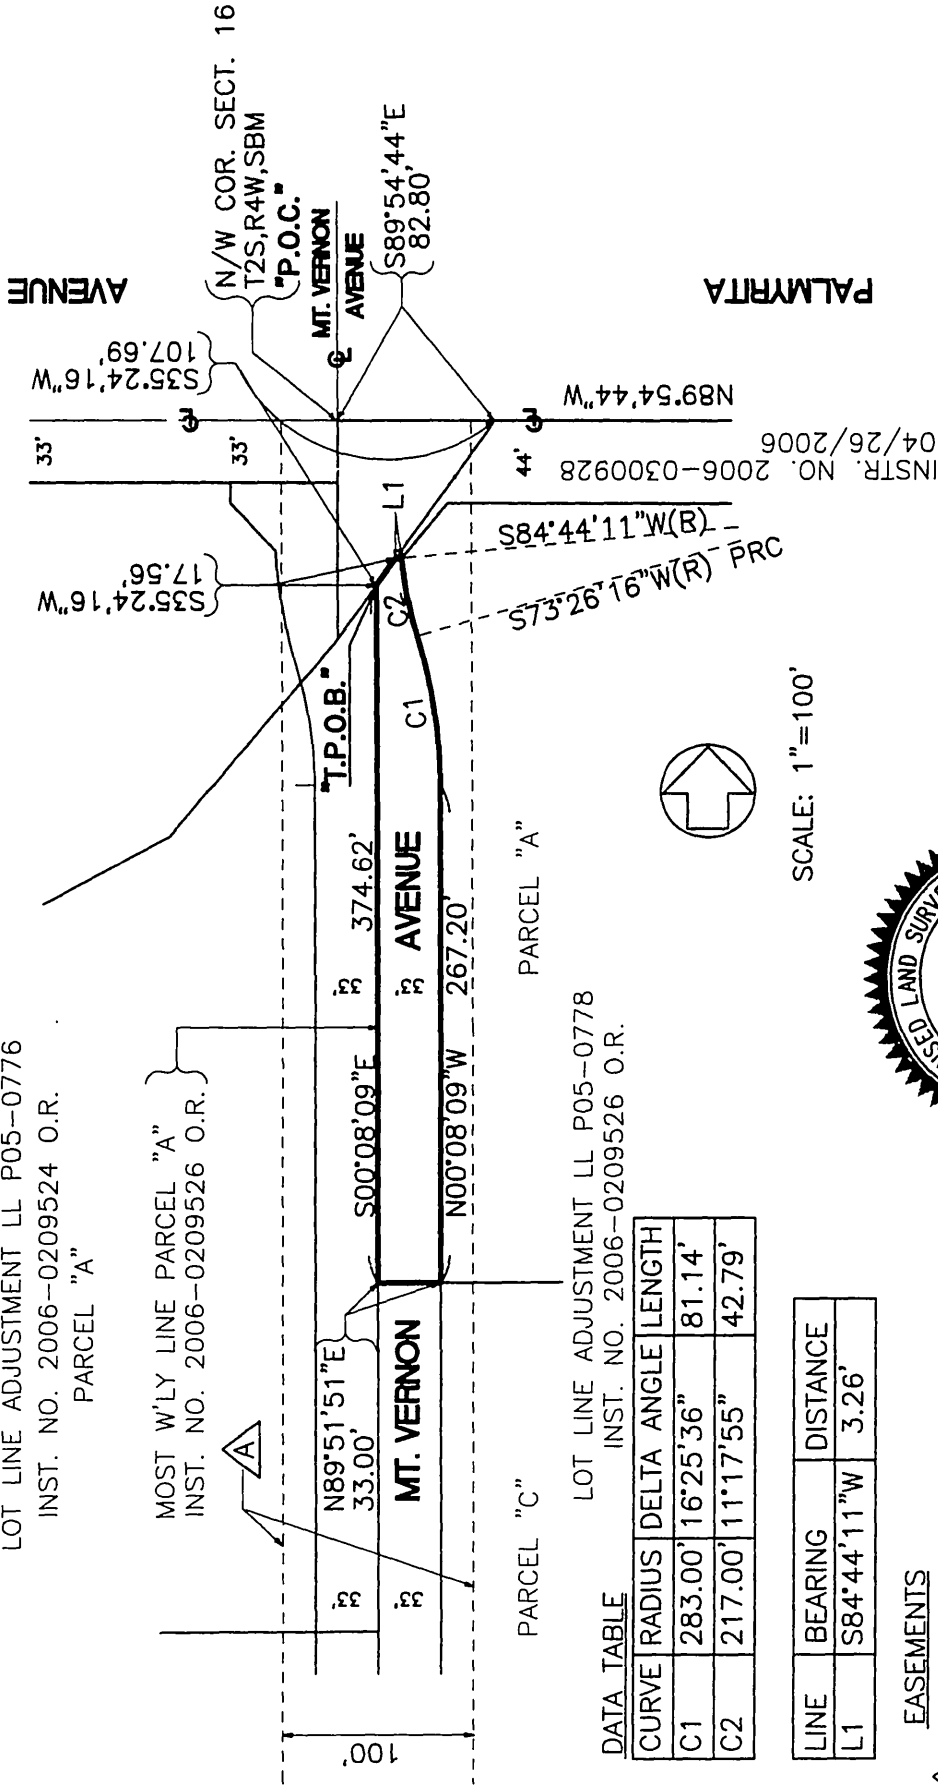 LOT LINE ADJUSTMENT LL P05-0776
INST. NO. 2006-0209524 O.R.
PARCEL "A"
MOST W'LY LINE PARCEL "A"
INST. NO. 2006-0209526 O.R.
A
N89°51'51"E
33.00'
33'
33'
100'
MT. VERNON
AVENUE
S00°08'09"E
374.62'
33'
33'
N00°08'09"W
267.20'
"T.P.O.B."
C1
C2
L1
S35°24'16"W
17.56'
S35°24'16"W
107.69'
33'
33'
44'
AVENUE
N/W COR. SECT. 16
T2S,R4W,SBM
"P.O.C."
MT. VERNON
AVENUE
S89°54'44"E
82.80'
PALMYRITA
N89°54'44"W
INSTR. NO. 2006-0300928
04/26/2006
S84°44'11"W(R)
S73°26'16"W(R) PRC
PARCEL "A"
PARCEL "C"
LOT LINE ADJUSTMENT LL P05-0778
INST. NO. 2006-0209526 O.R.
SCALE: 1"=100'
DATA TABLE
CURVE RADIUS DELTA ANGLE LENGTH
C1 283.00' 16°25'36" 81.14'
C2 217.00' 11°17'55" 42.79'
LINE BEARING DISTANCE
L1 S84°44'11"W 3.26'
EASEMENTS
LAND